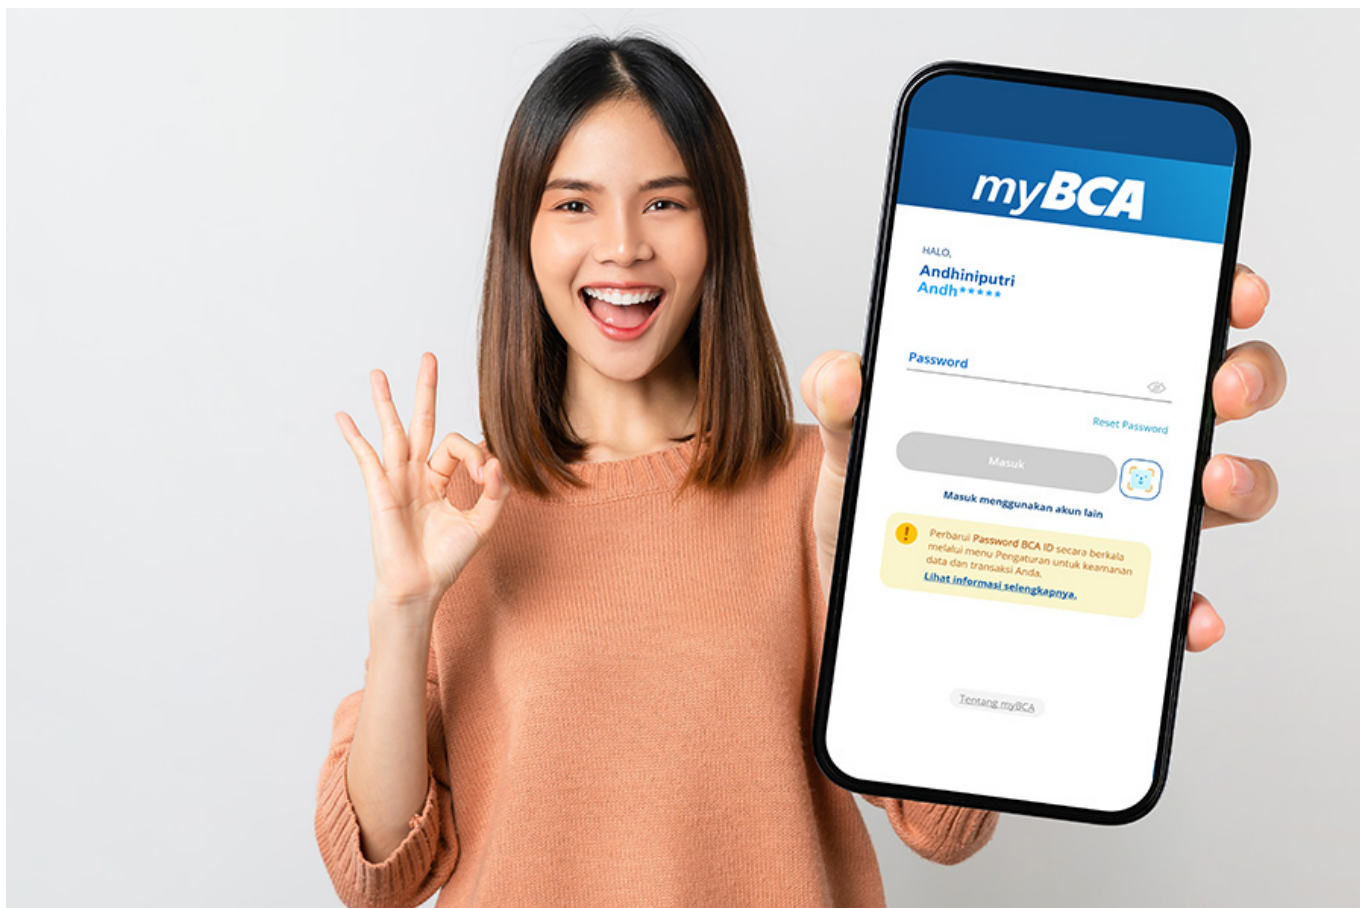 myBCA
HALO,
Andhiniputri
Andh*****
Password
Reset Password
Masuk
Masuk menggunakan akun lain
!
Perbarui Password BCA ID secara berkala
melalui menu Pengaturan untuk keamanan
data dan transaksi Anda.
Lihat informasi selengkapnya.
Tentang myBCA